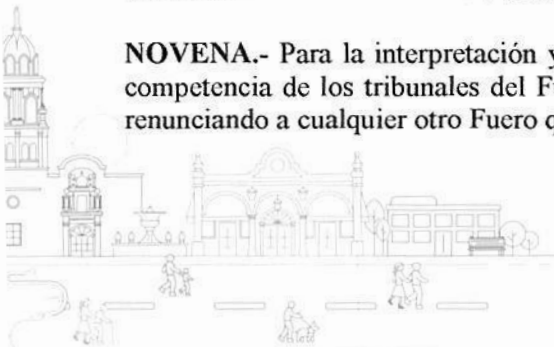 NOVENA.- Para la interpretación y
competencia de los tribunales del F
renunciando a cualquier otro Fuero q